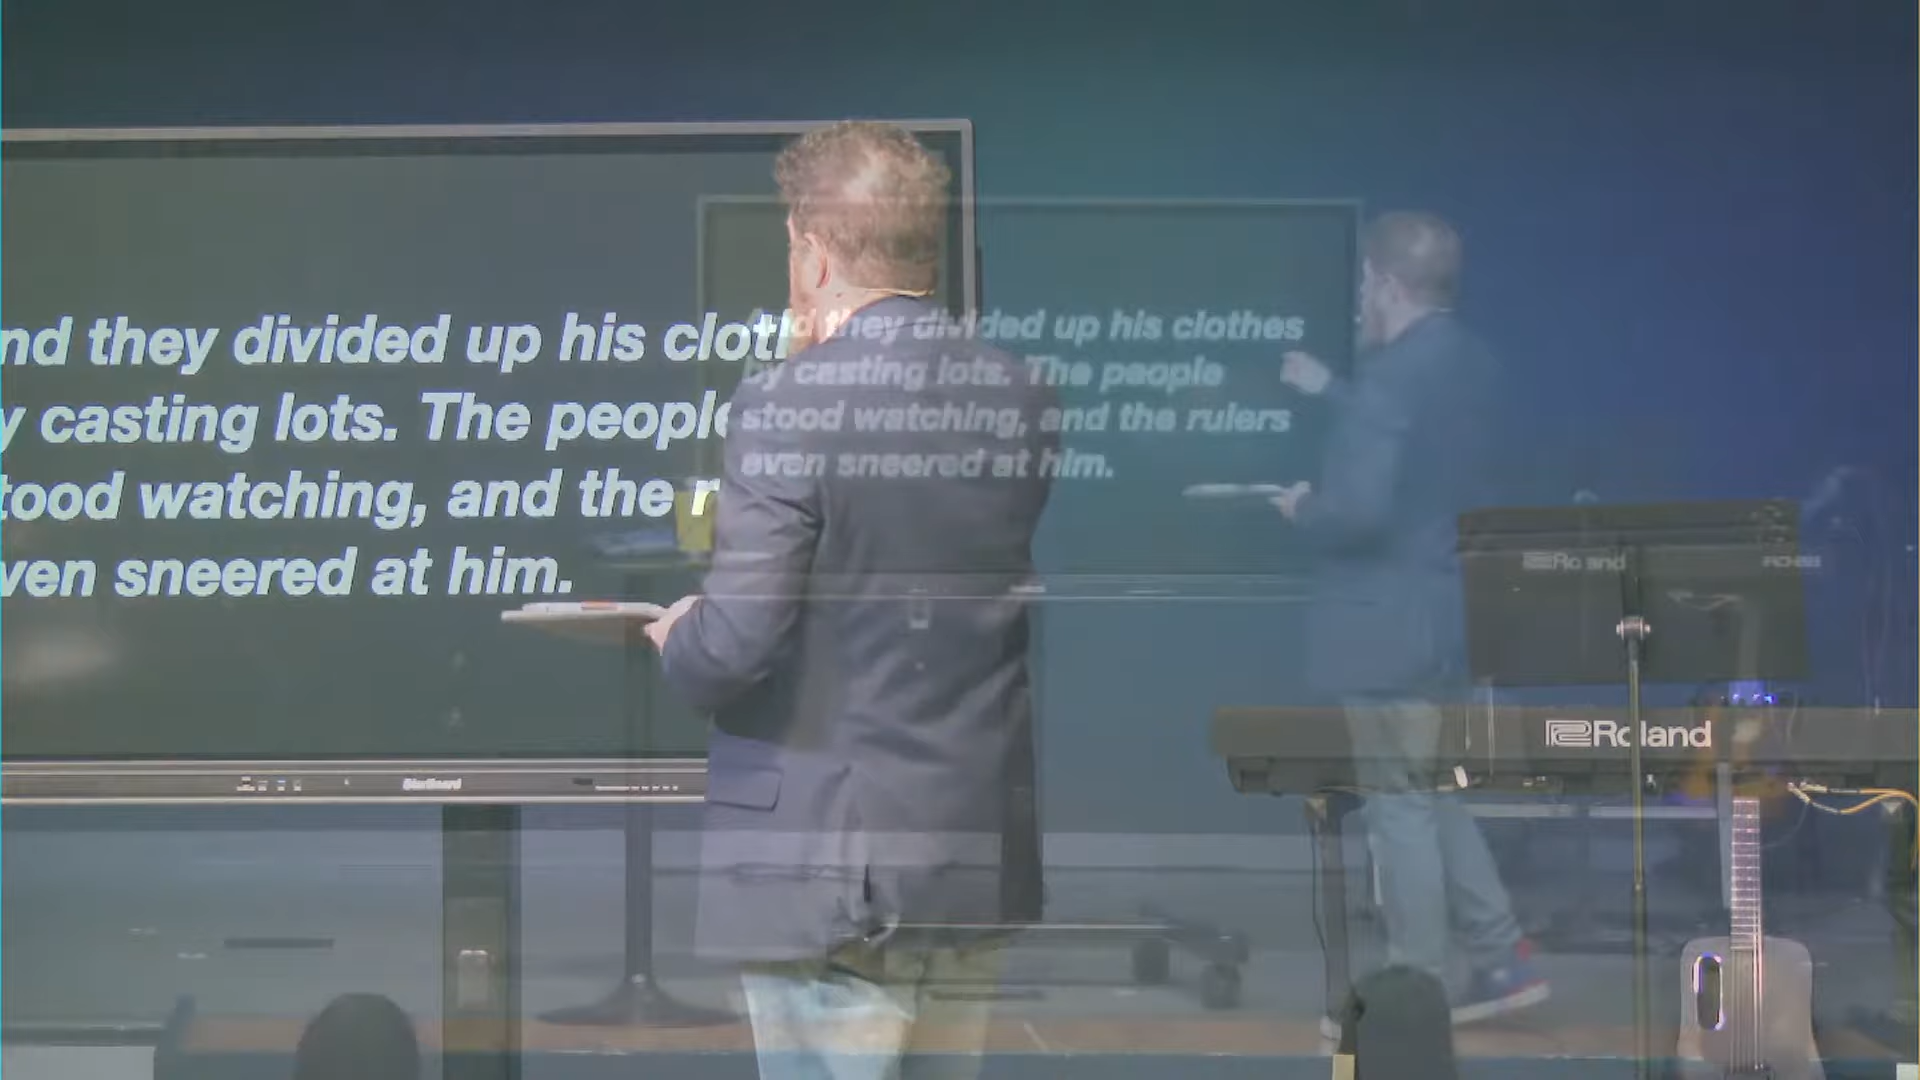 nd they divided up his cloth
y casting lots. The people
tood watching, and the r
ven sneered at him.
And they divided up his clothes
by casting lots. The people
stood watching, and the rulers
even sneered at him.
Roland
Roland